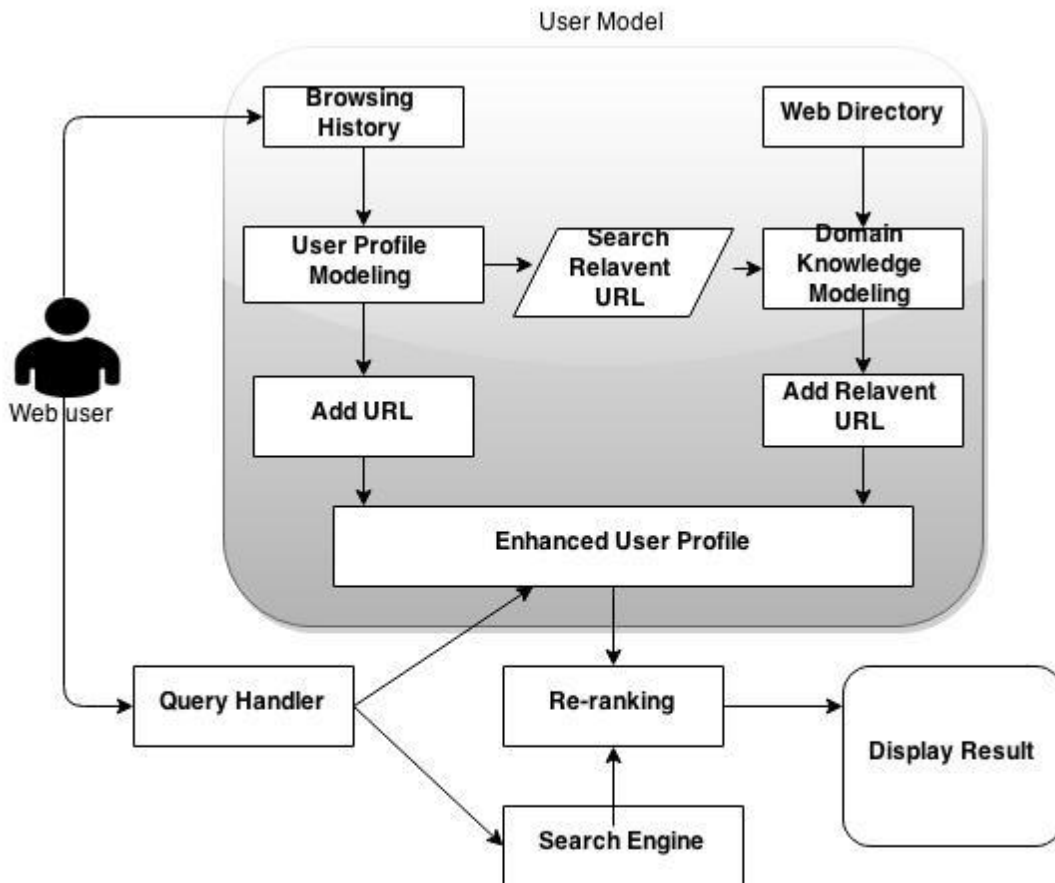 User Model
Browsing
History
Web Directory
User Profile
Modeling
Search
Relavent
URL
Domain
Knowledge
Modeling
Web user
Add URL
Add Relavent
URL
Enhanced User Profile
Query Handler
Re-ranking
Display Result
Search Engine